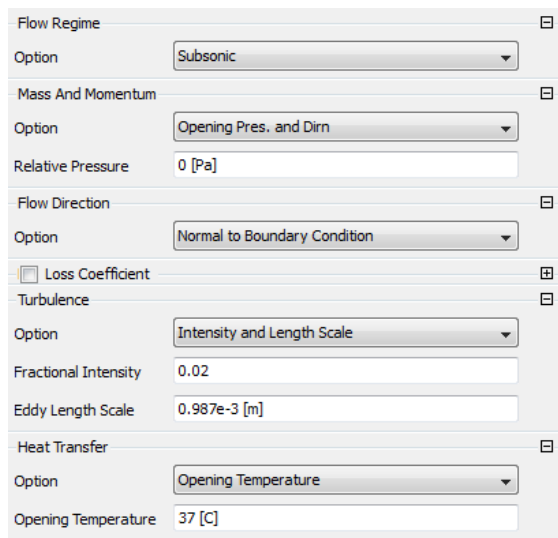 Flow Regime
Option Subsonic
Mass And Momentum
Option Opening Pres. and Dirn
Relative Pressure 0 [Pa]
Flow Direction
Option Normal to Boundary Condition
Loss Coefficient
Turbulence
Option Intensity and Length Scale
Fractional Intensity 0.02
Eddy Length Scale 0.987e-3 [m]
Heat Transfer
Option Opening Temperature
Opening Temperature 37 [C]